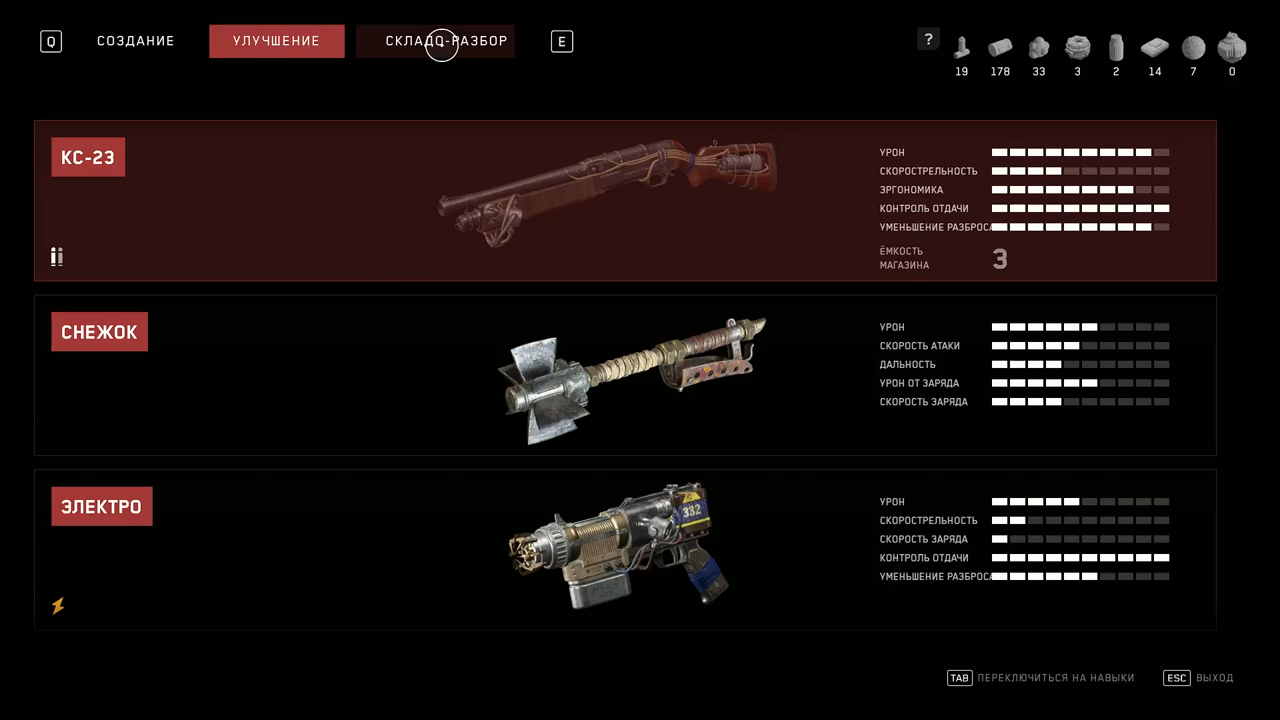 Q СОЗДАНИЕ УЛУЧШЕНИЕ СКЛАДО-РАЗБОР E
?
19 178 33 3 2 14 7 0
КС-23
УРОН
СКОРОСТРЕЛЬНОСТЬ
ЭРГОНОМИКА
КОНТРОЛЬ ОТДАЧИ
УМЕНЬШЕНИЕ РАЗБРОСА
ЁМКОСТЬ
МАГАЗИНА 3
СНЕЖОК
УРОН
СКОРОСТЬ АТАКИ
ДАЛЬНОСТЬ
УРОН ОТ ЗАРЯДА
СКОРОСТЬ ЗАРЯДА
ЭЛЕКТРО
332
УРОН
СКОРОСТРЕЛЬНОСТЬ
СКОРОСТЬ ЗАРЯДА
КОНТРОЛЬ ОТДАЧИ
УМЕНЬШЕНИЕ РАЗБРОСА
TAB ПЕРЕКЛЮЧИТЬСЯ НА НАВЫКИ ESC ВЫХОД